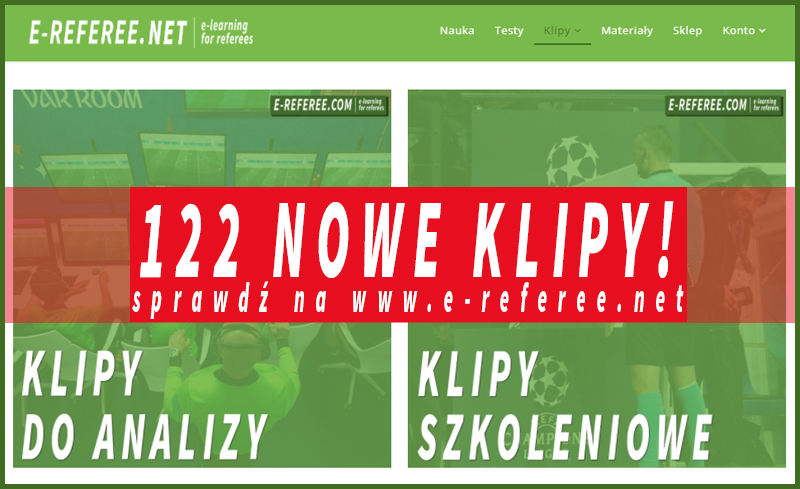 E-REFEREE.NET
e-learning
for referees
Nauka Testy Klipy Materiały Sklep Konto
VAR ROOM
E-REFEREE.COM
e-learning
for referees
E-REFEREE.COM
e-learning
for referees
122 NOWE KLIPY!
sprawdź na www.e-referee.net
KLIPY
DO ANALIZY
KLIPY
SZKOLENIOWE